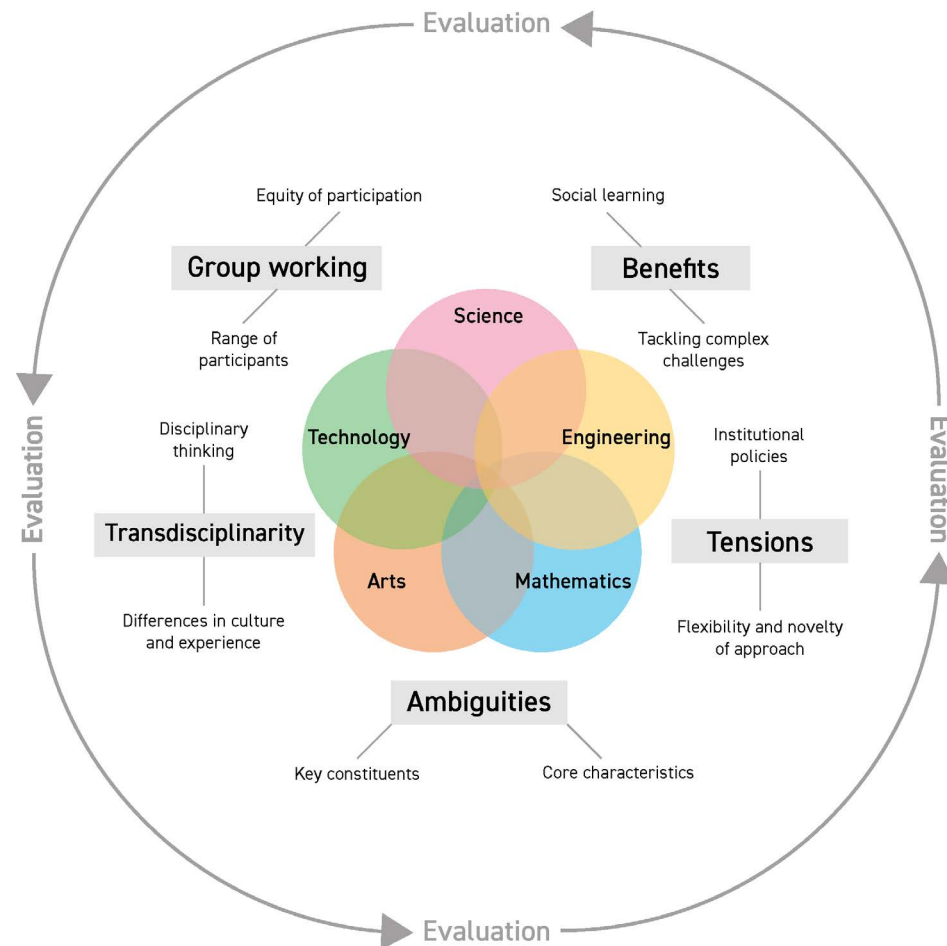 Evaluation
Equity of participation
Social learning
Group working
Benefits
Science
Range of
participants
Tackling complex
challenges
Technology
Engineering
Disciplinary
thinking
Institutional
policies
Evaluation
Evaluation
Transdisciplinarity
Tensions
Arts
Mathematics
Differences in culture
and experience
Flexibility and novelty
of approach
Ambiguities
Key constituents
Core characteristics
Evaluation